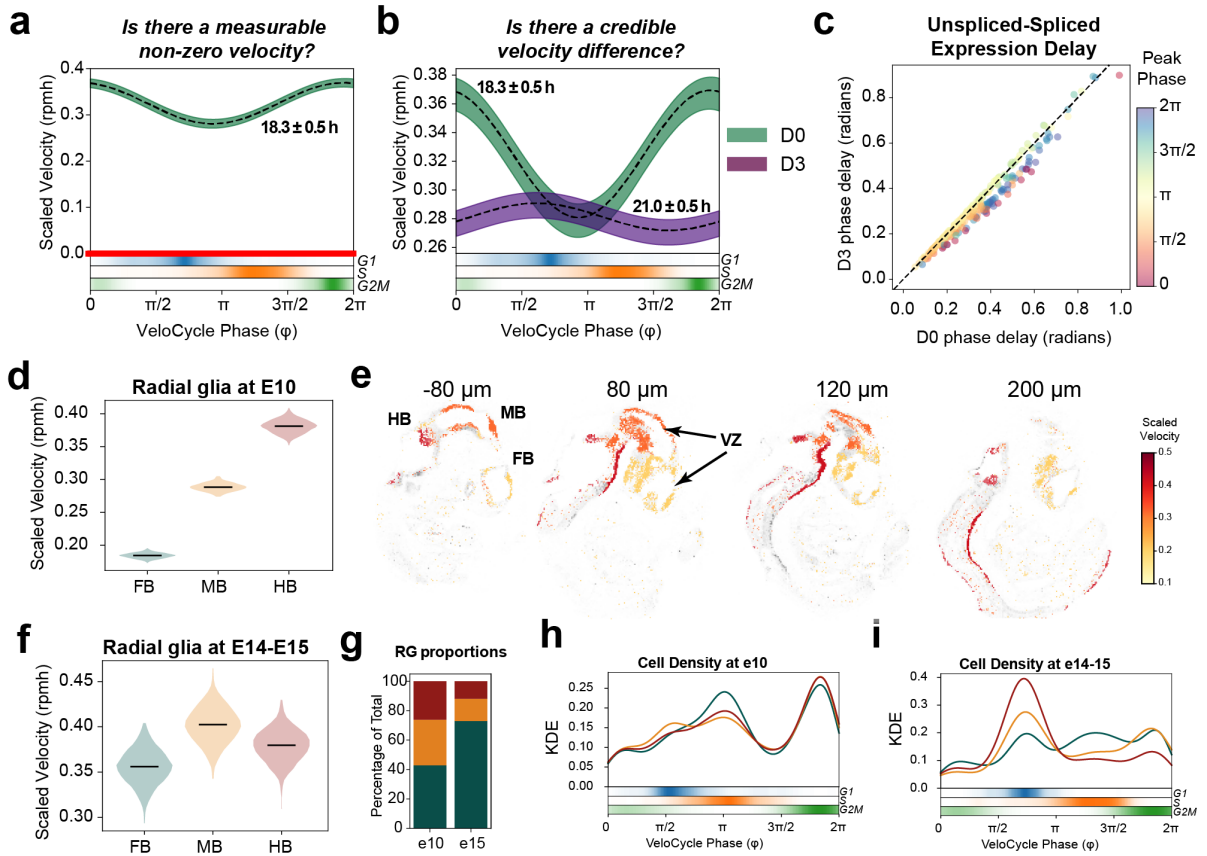 a
Is there a measurable
non-zero velocity?
Scaled Velocity (rpmh)
0.4
0.3
0.2
0.1
0.0
18.3 ± 0.5 h
G1
S
G2M
0
π/2
π
3π/2
2π
VeloCycle Phase (φ)
b
Is there a credible
velocity difference?
Scaled Velocity (rpmh)
0.38
0.36
0.34
0.32
0.30
0.28
0.26
18.3 ± 0.5 h
21.0 ± 0.5 h
D0
D3
G1
S
G2M
0
π/2
π
3π/2
2π
VeloCycle Phase (φ)
c
Unspliced-Spliced
Expression Delay
D3 phase delay (radians)
0.8
0.6
0.4
0.2
0.0
0.0
0.2
0.4
0.6
0.8
1.0
D0 phase delay (radians)
Peak
Phase
2π
3π/2
π
π/2
0
d
Radial glia at E10
Scaled Velocity (rpmh)
0.40
0.35
0.30
0.20
FB
MB
HB
e
-80 µm
80 µm
120 µm
200 µm
HB
MB
FB
VZ
Scaled
Velocity
0.5
0.4
0.3
0.2
0.1
f
Radial glia at E14-E15
Scaled Velocity (rpmh)
0.45
0.40
0.35
0.30
FB
MB
HB
g
RG proportions
Percentage of Total
100
80
60
40
20
0
e10
e15
h
Cell Density at e10
KDE
0.25
0.20
0.15
0.10
0.05
0.00
G1
S
G2M
0
π/2
π
3π/2
2π
VeloCycle Phase (φ)
i
Cell Density at e14-15
KDE
0.4
0.3
0.2
0.1
0.0
G1
S
G2M
0
π/2
π
3π/2
2π
VeloCycle Phase (φ)